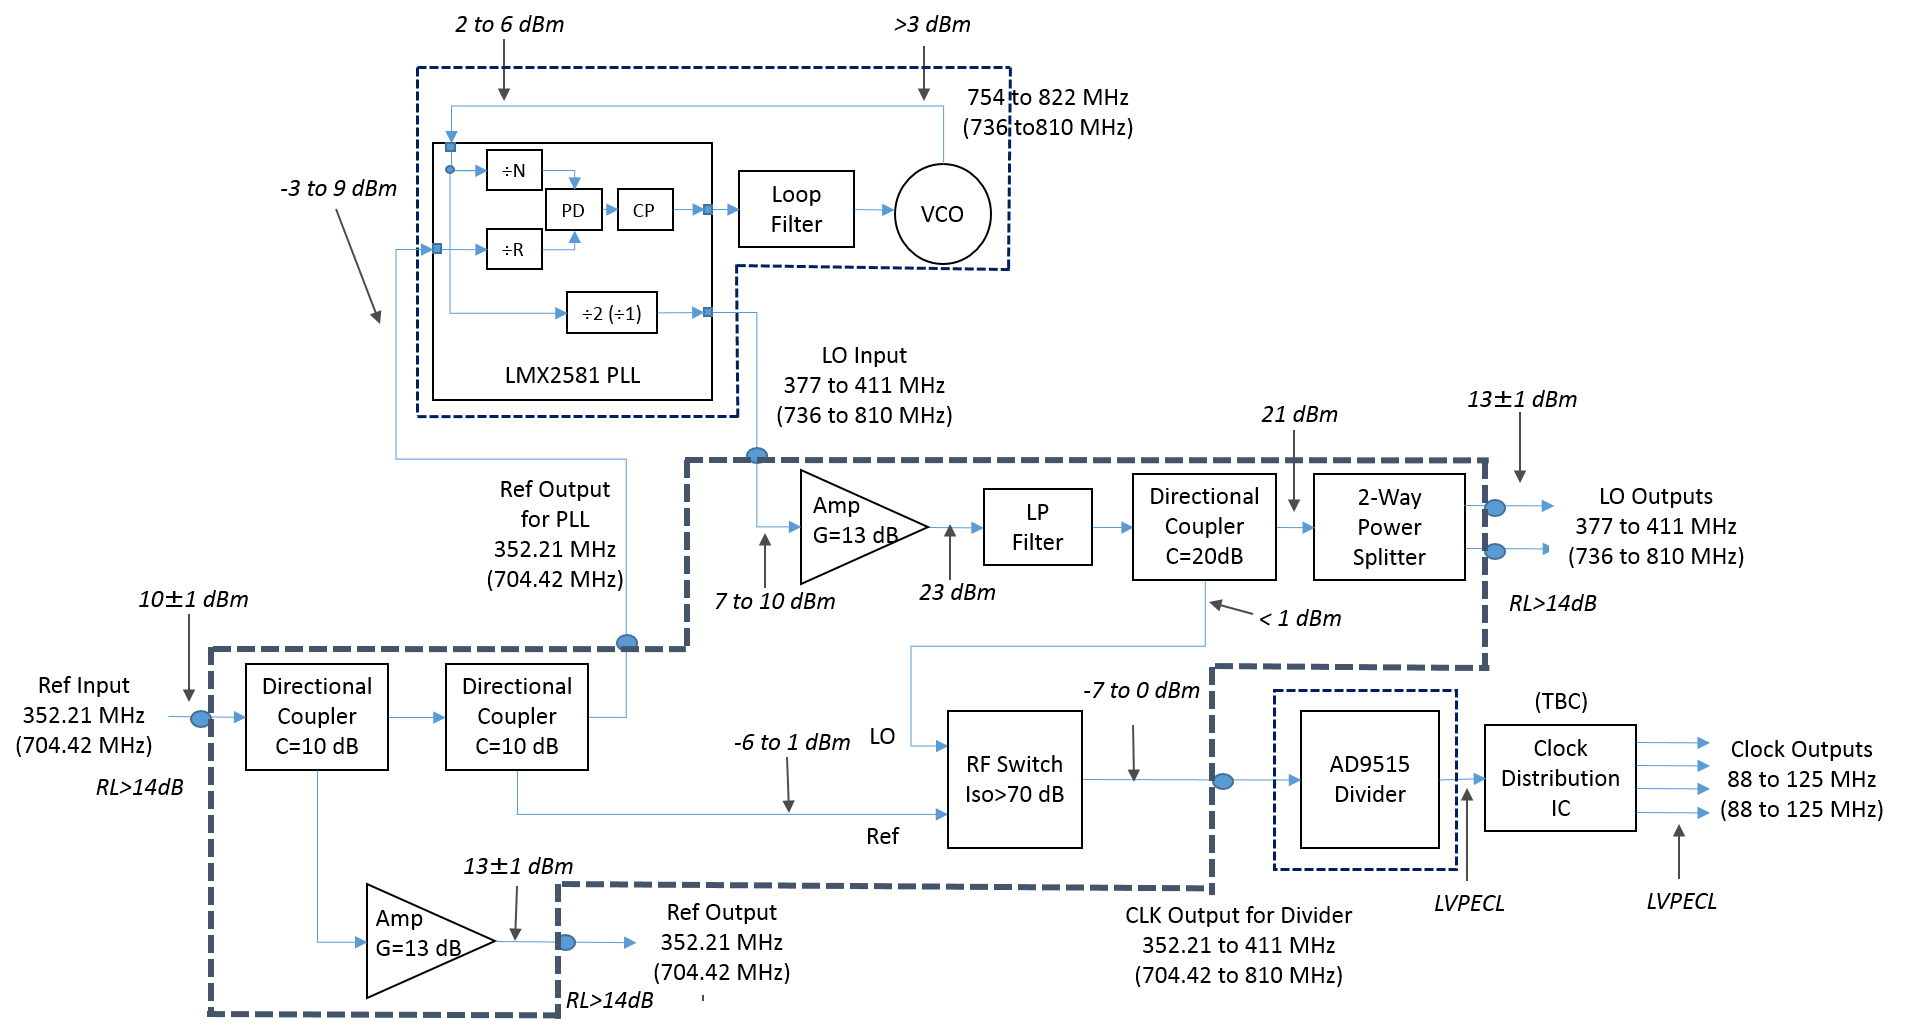 2 to 6 dBm
>3 dBm
754 to 822 MHz
(736 to810 MHz)
-3 to 9 dBm
÷N
PD
CP
÷R
Loop
Filter
VCO
÷2 (÷1)
LMX2581 PLL
LO Input
377 to 411 MHz
(736 to 810 MHz)
Ref Output
for PLL
352.21 MHz
(704.42 MHz)
Amp
G=13 dB
7 to 10 dBm
23 dBm
LP
Filter
Directional
Coupler
C=20dB
21 dBm
2-Way
Power
Splitter
13±1 dBm
LO Outputs
377 to 411 MHz
(736 to 810 MHz)
RL>14dB
< 1 dBm
10±1 dBm
Ref Input
352.21 MHz
(704.42 MHz)
RL>14dB
Directional
Coupler
C=10 dB
Directional
Coupler
C=10 dB
-6 to 1 dBm
LO
Ref
RF Switch
Iso>70 dB
-7 to 0 dBm
AD9515
Divider
(TBC)
Clock
Distribution
IC
Clock Outputs
88 to 125 MHz
(88 to 125 MHz)
LVPECL
LVPECL
Amp
G=13 dB
13±1 dBm
Ref Output
352.21 MHz
(704.42 MHz)
RL>14dB
CLK Output for Divider
352.21 to 411 MHz
(704.42 to 810 MHz)